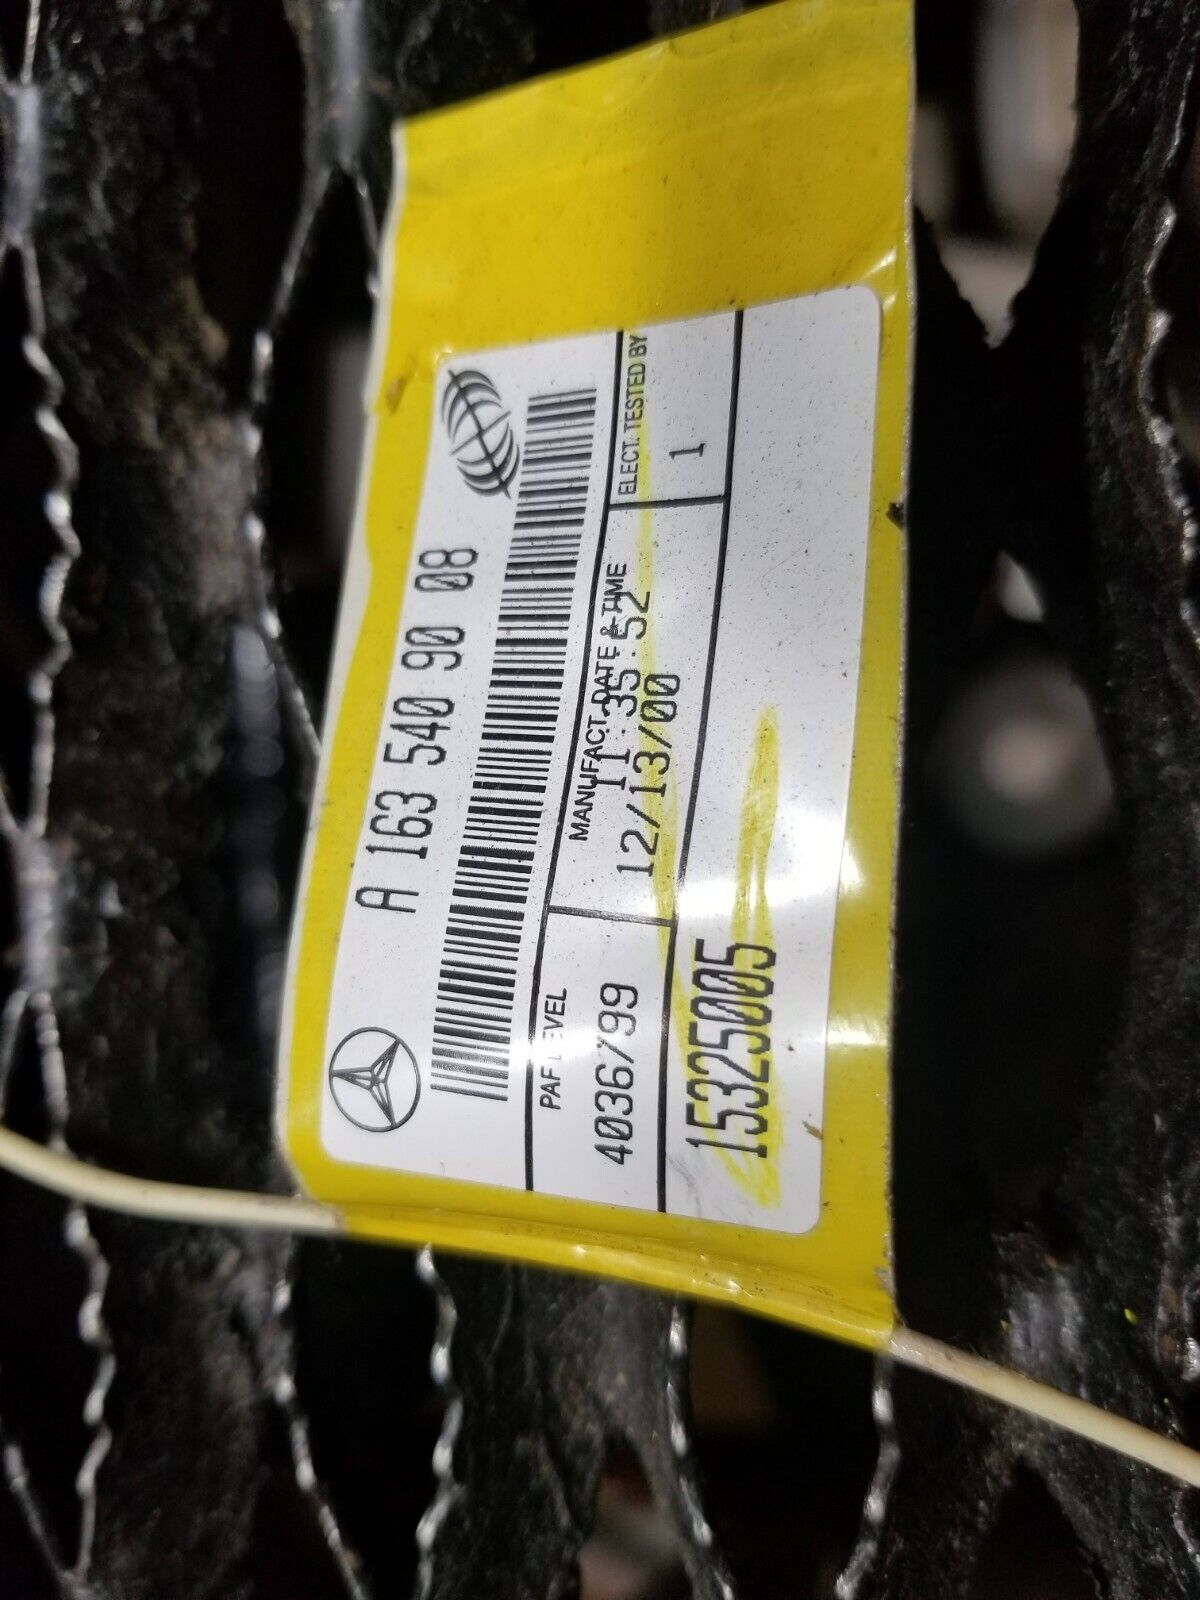 A 163 540 90 08
PAF LEVEL
MANUFACT. DATE & TIME
ELECT. TESTED BY
4036/99
11:35:52
12/13/00
1
15325005